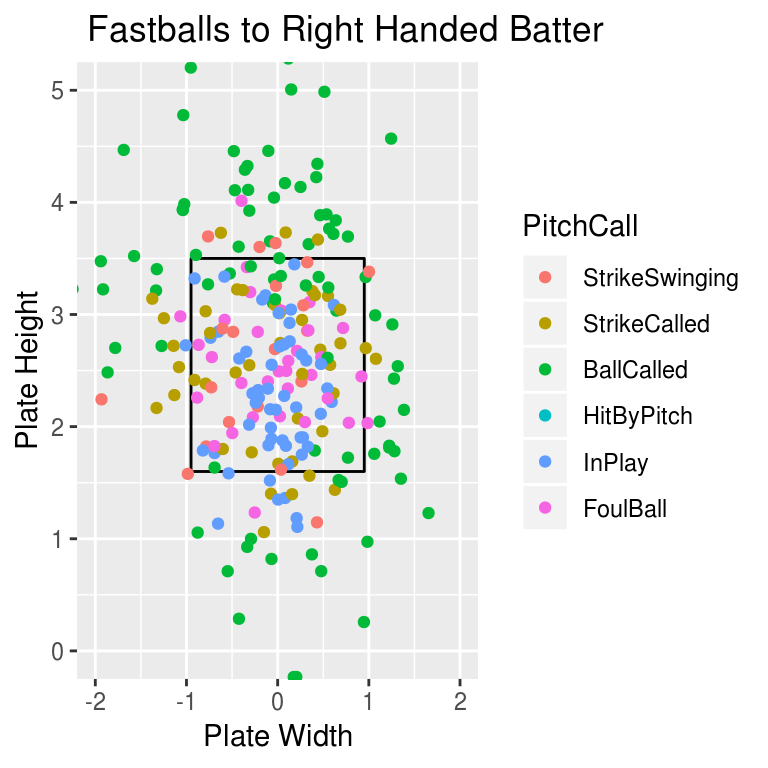 Fastballs to Right Handed Batter
Plate Height
5
4
3
2
1
0
-2 -1 0 1 2
Plate Width
PitchCall
StrikeSwinging
StrikeCalled
BallCalled
HitByPitch
InPlay
FoulBall